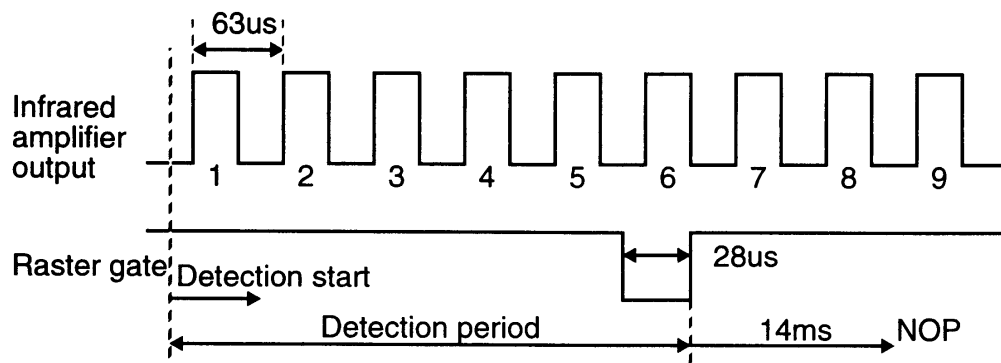 63us
Infrared
amplifier
output
1 2 3 4 5 6 7 8 9
Raster gate
Detection start
28us
Detection period
14ms
NOP